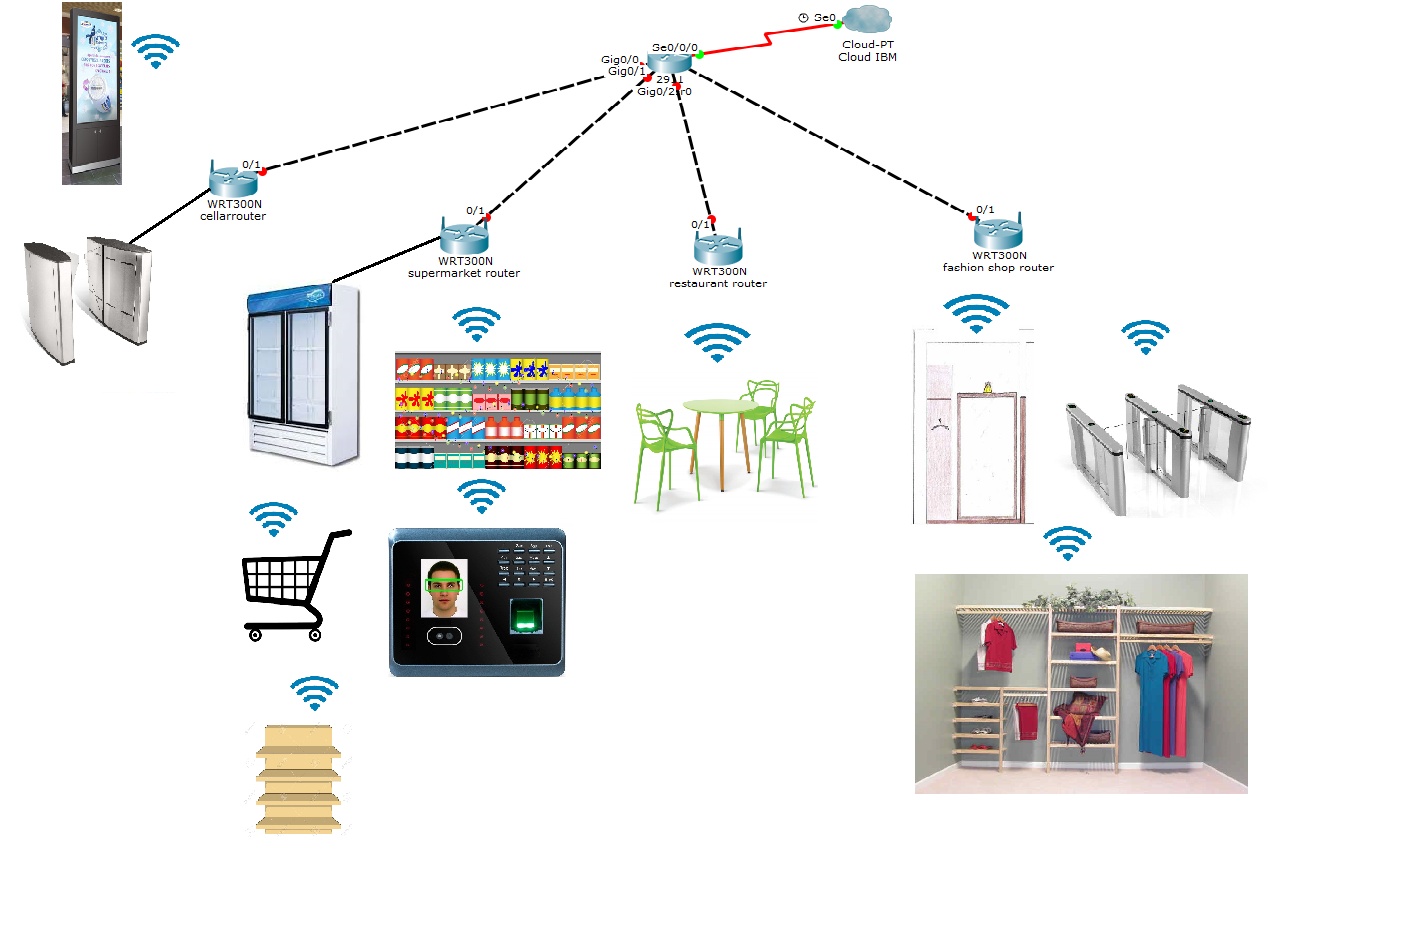 Se0
Cloud-PT
Cloud IBM
Se0/0/0
Gig0/0
Gig0/1
Gig0/2
0/1
WRT300N
cellarrouter
0/1
WRT300N
supermarket router
0/1
WRT300N
restaurant router
0/1
WRT300N
fashion shop router